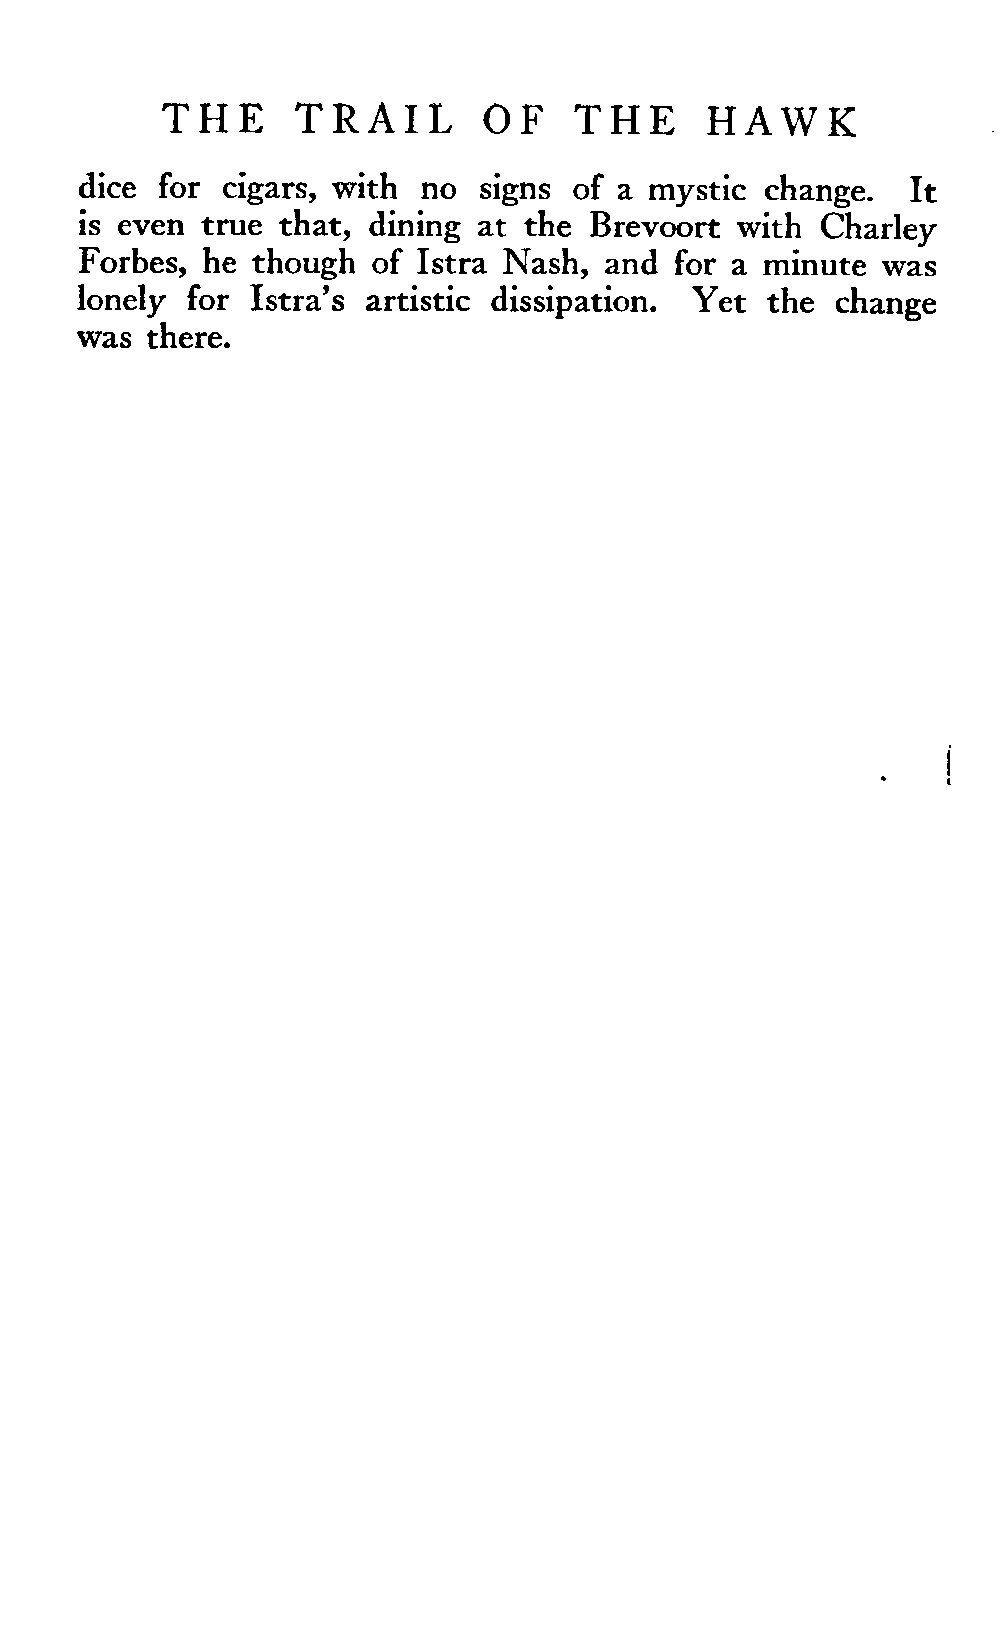 THE TRAIL OF THE HAWK
dice for cigars, with no signs of a mystic change. It
is even true that, dining at the Brevoort with Charley
Forbes, he though of Istra Nash, and for a minute was
lonely for Istra's artistic dissipation. Yet the change
was there.